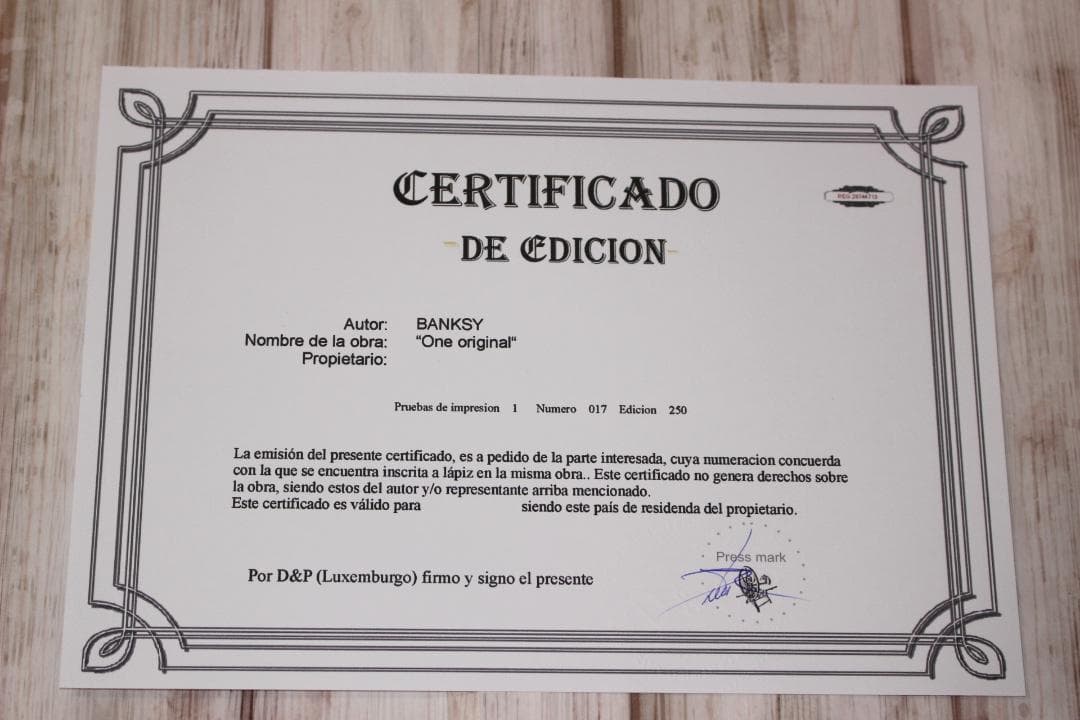 CERTIFICADO
-DE EDICION-
Autor: BANKSY
Nombre de la obra: “One original“
Propietario:
Pruebas de impresion 1 Numero 017 Edicion 250
La emisión del presente certificado, es a pedido de la parte interesada, cuya numeracion concuerda
con la que se encuentra inscrita a lápiz en la misma obra.. Este certificado no genera derechos sobre
la obra, siendo estos del autor y/o representante arriba mencionado.
Este certificado es válido para siendo este país de residenda del propietario.
Press mark
Por D&P (Luxemburgo) firmo y signo el presente